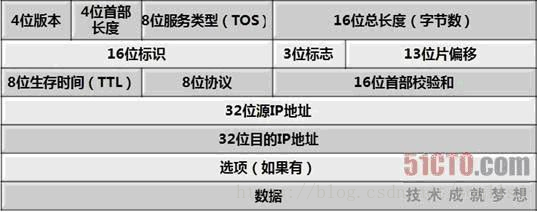 4位版本 4位首部长度 8位服务类型（TOS） 16位总长度（字节数）
16位标识 3位标志 13位片偏移
8位生存时间（TTL） 8位协议 16位首部校验和
32位源IP地址
32位目的IP地址
选项（如果有）
数据
51CTO.com
技术成就梦想